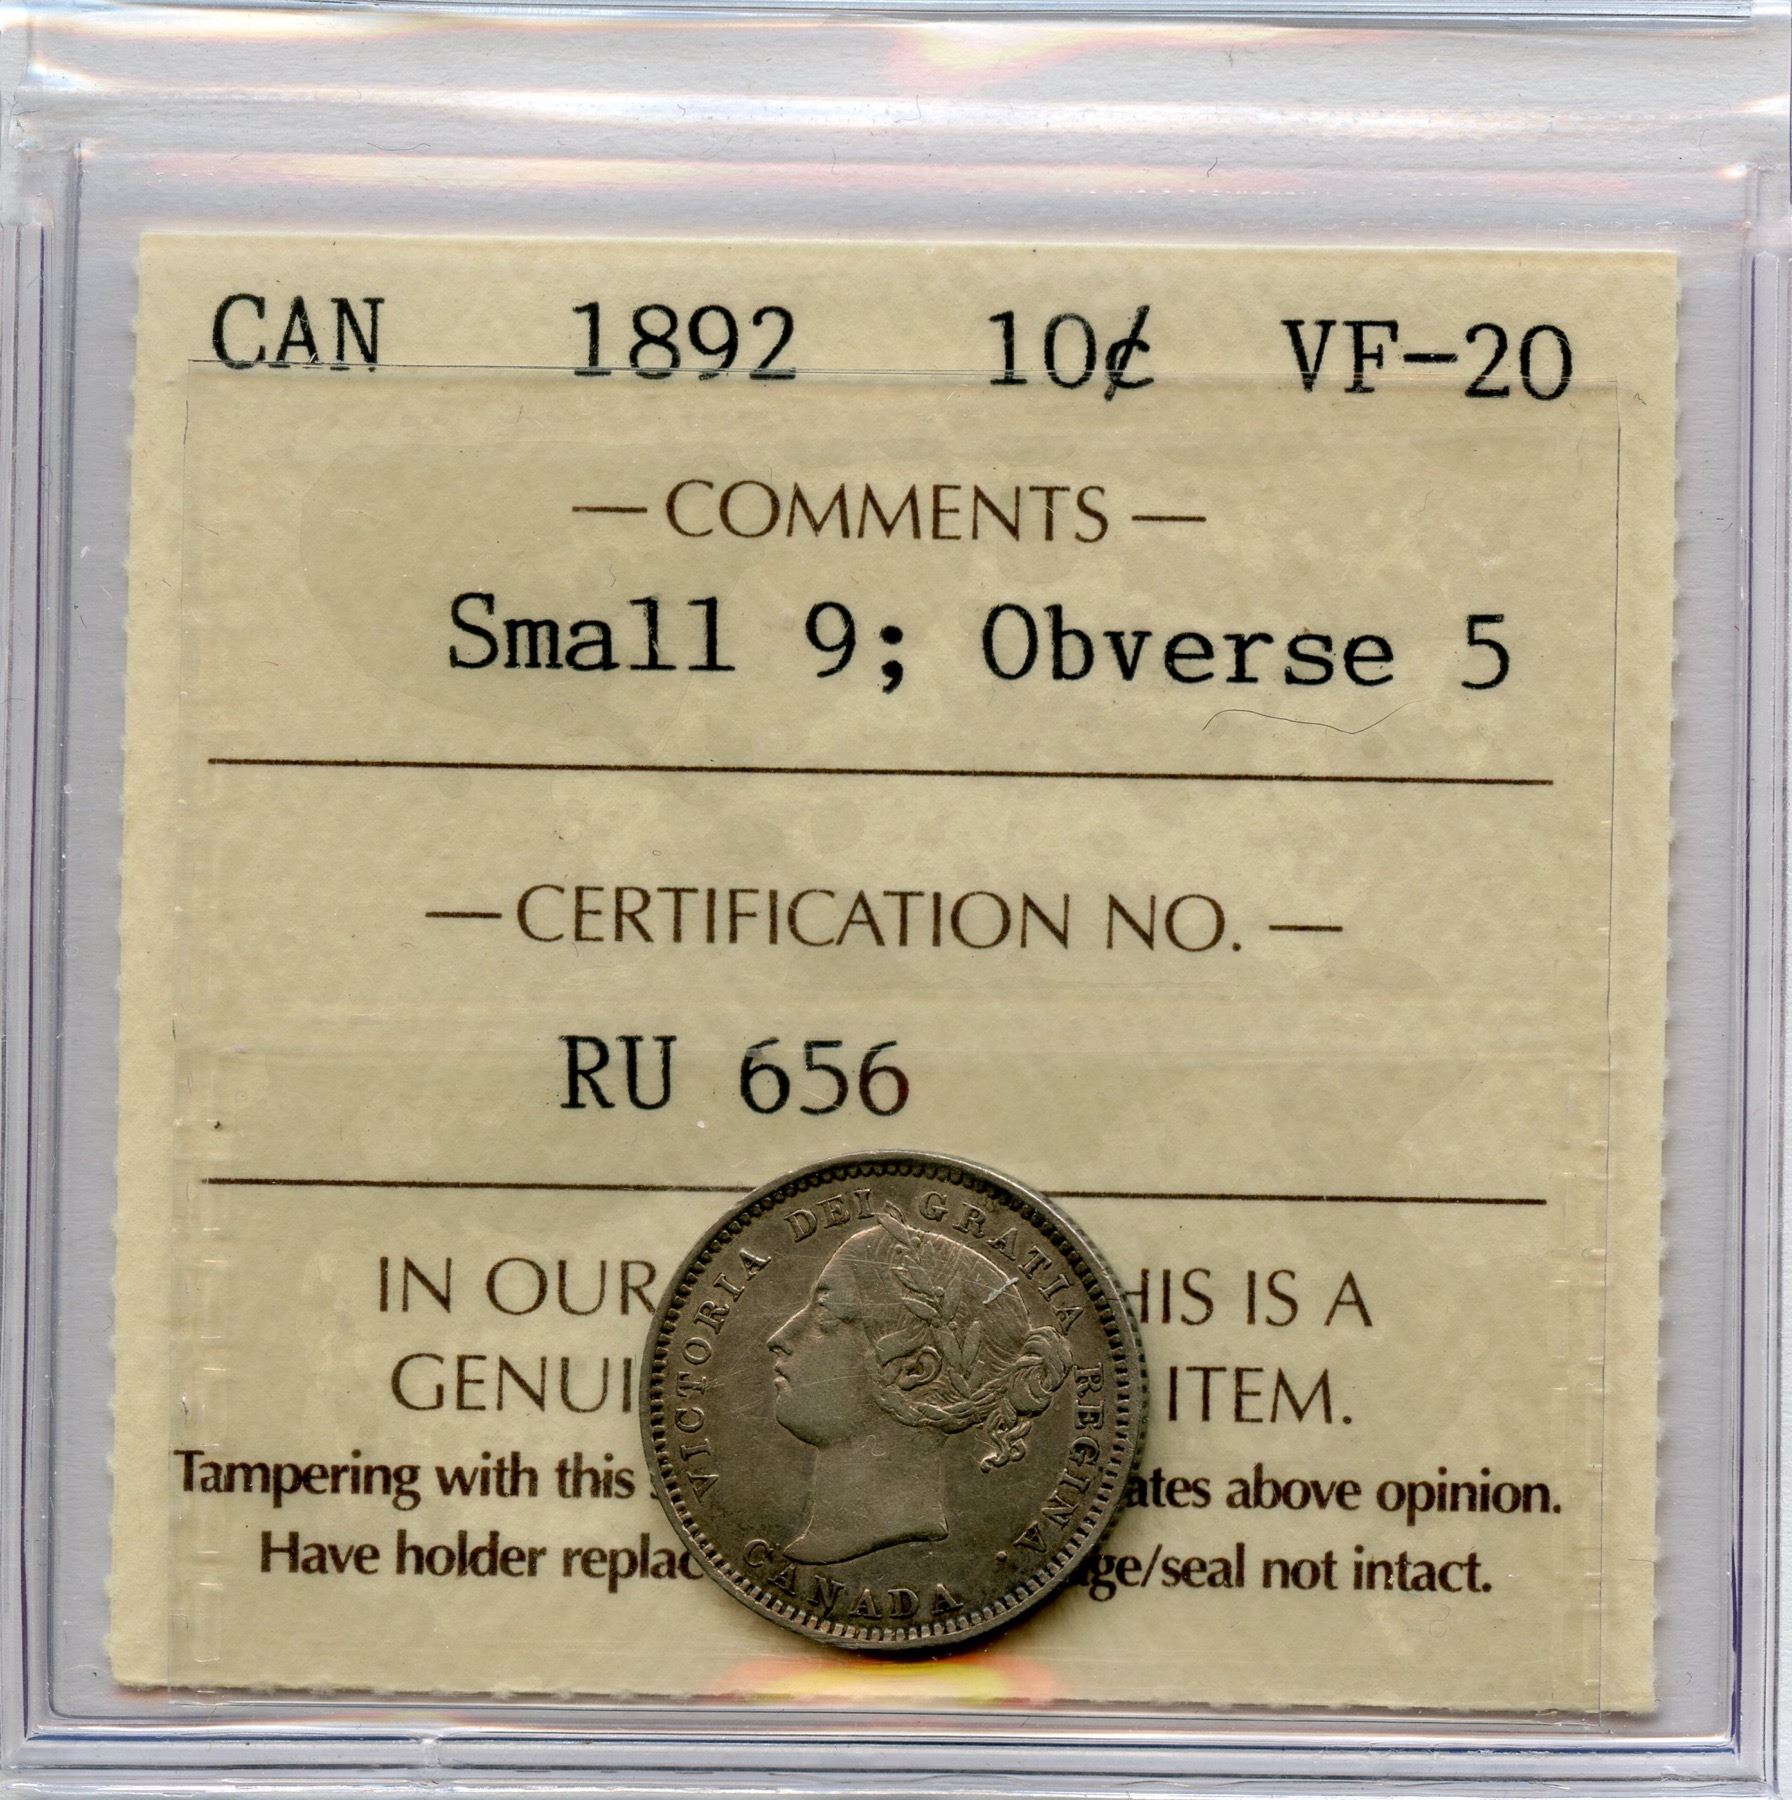 CAN 1892 10¢ VF-20
— COMMENTS —
Small 9; Obverse 5
— CERTIFICATION NO. —
RU 656
IN OUR HIS IS A
GENUI ITEM.
Tampering with this ates above opinion.
Have holder replac ge/seal not intact.
VICTORIA DEI GRATIA REGINA.
CANADA